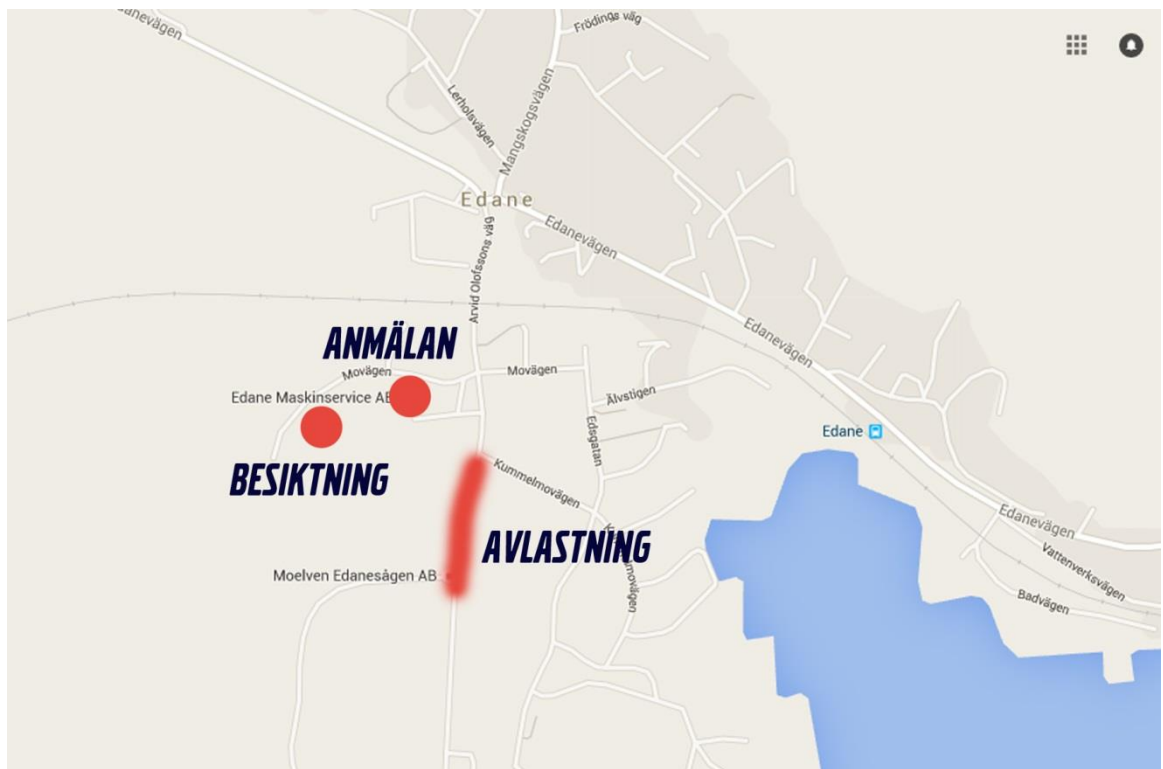 Edanevägen
Frödings väg
Lerholsvägen
Mangskogsvägen
Edane
Edanevägen
Arvid Olofssons väg
ANMÄLAN
Edanevägen
Movägen
Movägen
Edane Maskinservice AB
Älvstigen
Edsgatan
Edane
BESIKTNING
Kummelmovägen
Edanevägen
AVLASTNING
Vattenverksvägen
Moelven Edanesågen AB
Kummelmovägen
Badvägen